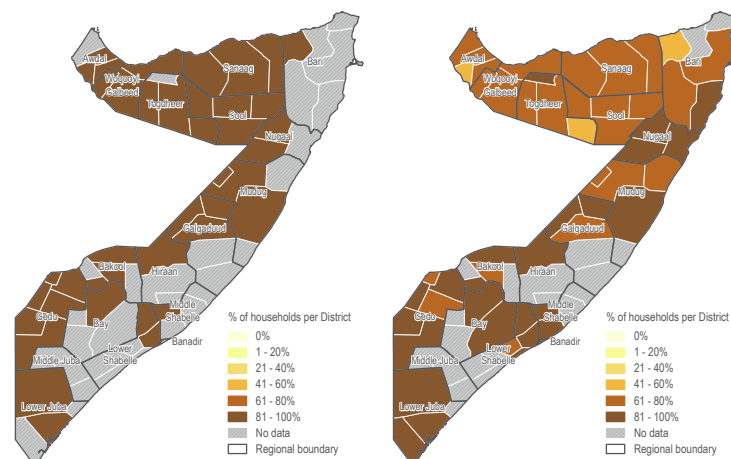 Awdal
Woqooyi
Galbeed
Togdheer
Sanaag
Sool
Bari
Nugaal
Mudug
Galgaduud
Bakool
Hiraan
Gedo
Bay
Middle
Shabelle
Banadir
Lower
Shabelle
Middle Juba
Lower Juba
% of households per District
0%
1 - 20%
21 - 40%
41 - 60%
61 - 80%
81 - 100%
No data
Regional boundary
Awdal
Woqooyi
Galbeed
Togdheer
Sanaag
Sool
Bari
Nugaal
Mudug
Galgaduud
Bakool
Hiraan
Gedo
Bay
Middle
Shabelle
Banadir
Lower
Shabelle
Middle Juba
Lower Juba
% of households per District
0%
1 - 20%
21 - 40%
41 - 60%
61 - 80%
81 - 100%
No data
Regional boundary